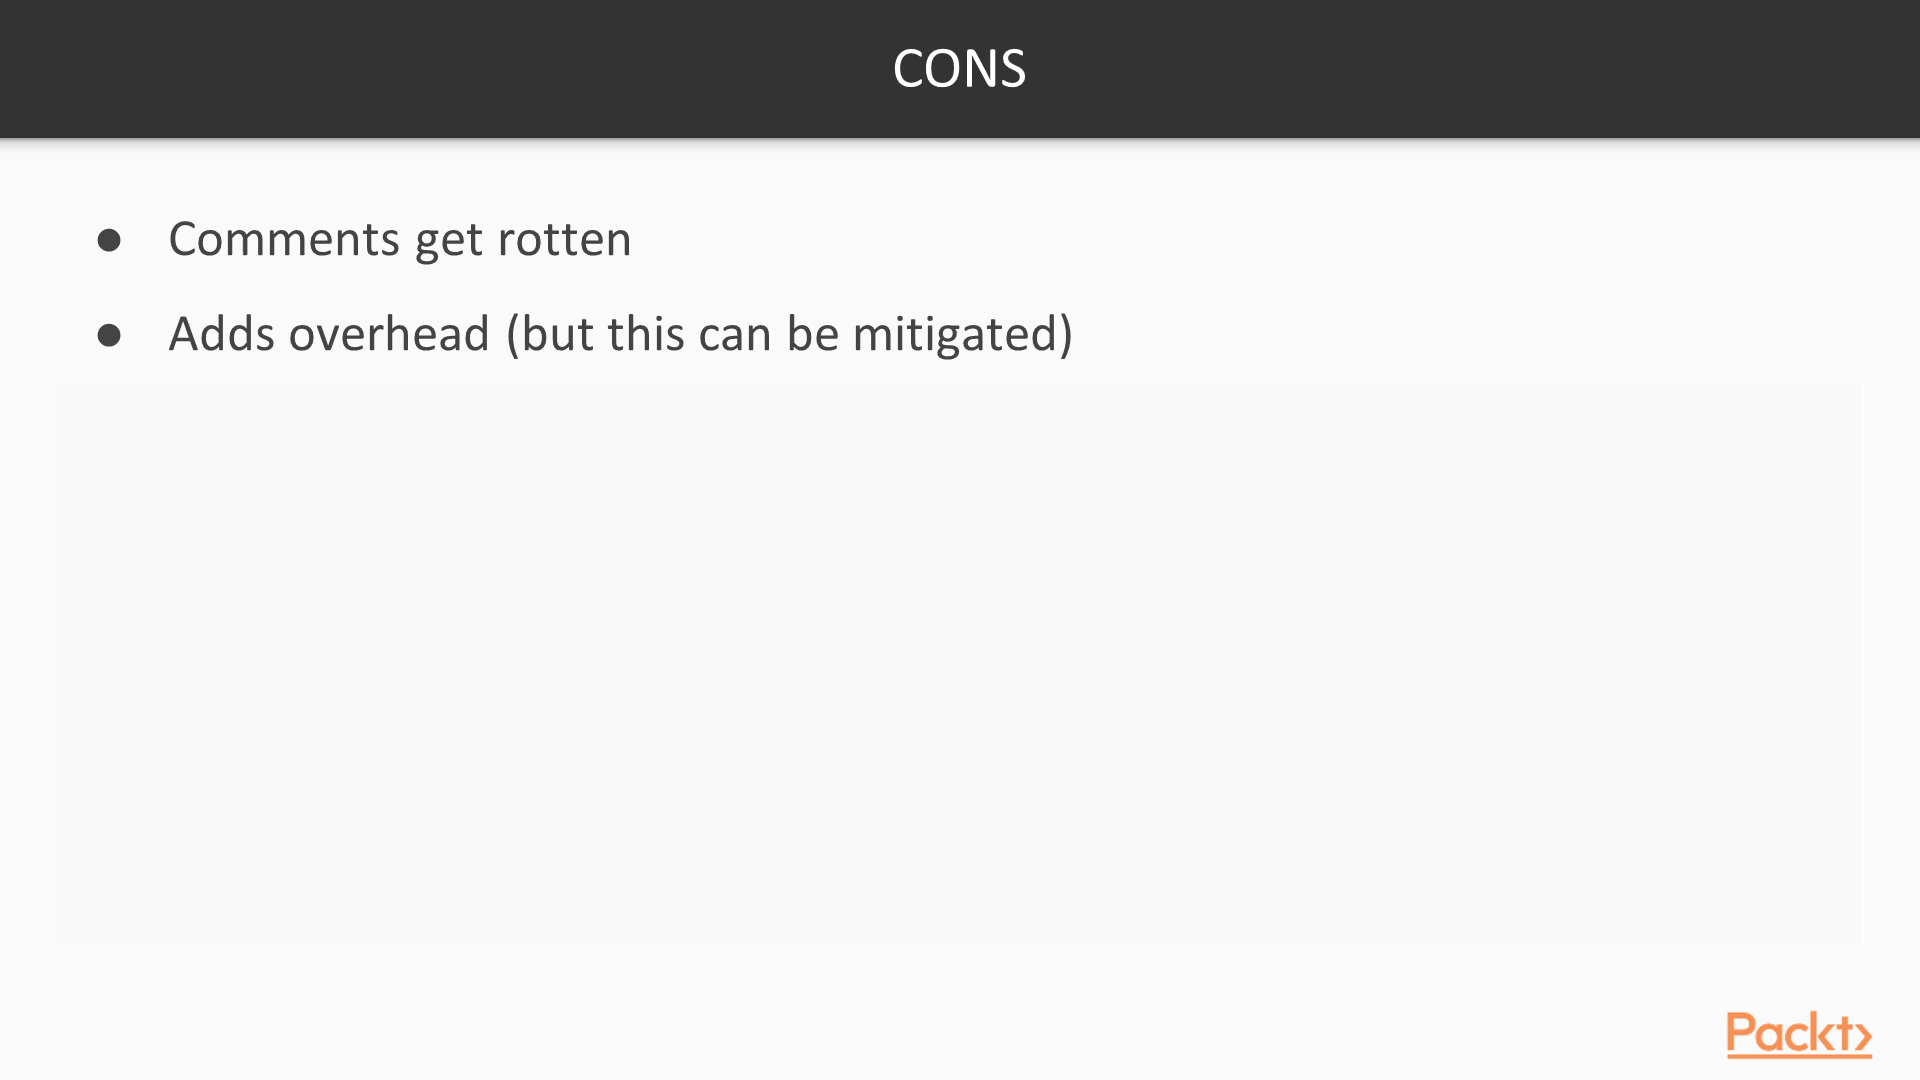 CONS
● Comments get rotten
● Adds overhead (but this can be mitigated)
Packt>